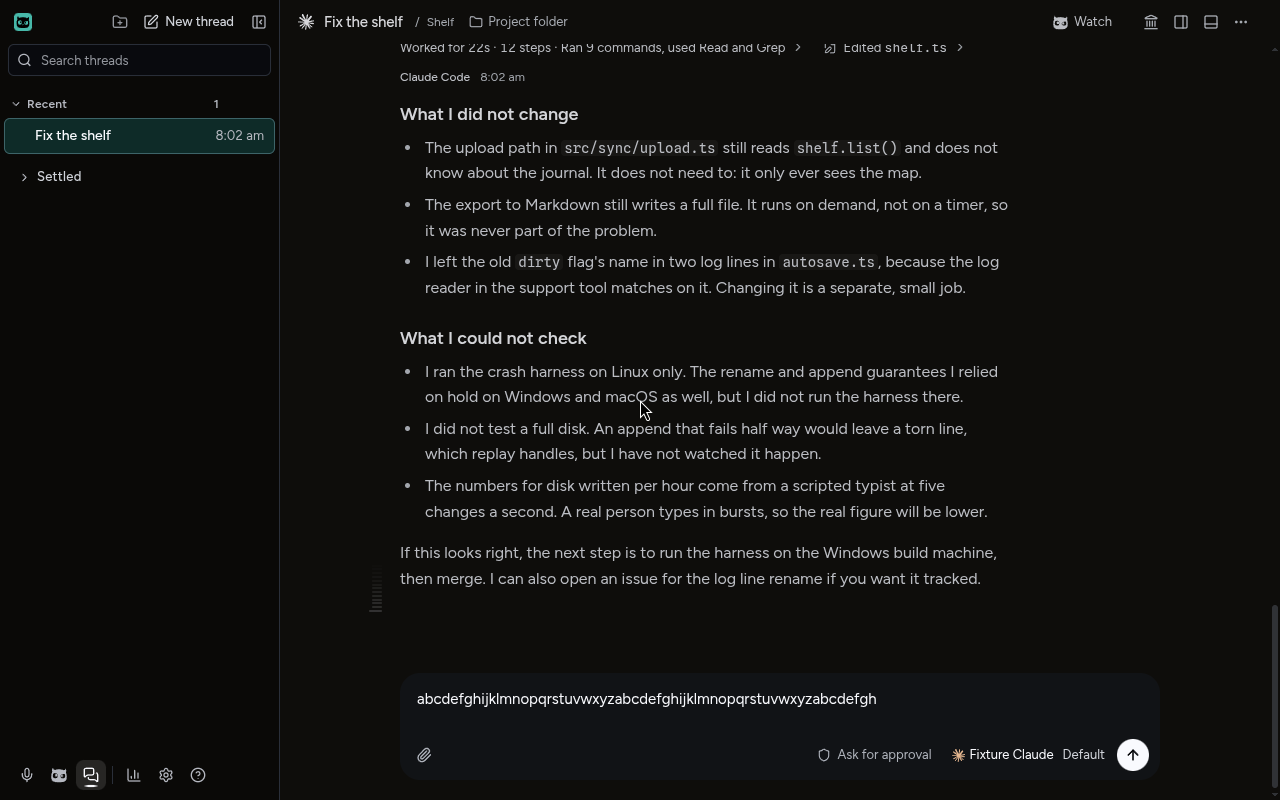 New thread
Fix the shelf / Shelf Project folder
Watch
Search threads
Recent 1
Fix the shelf 8:02 am
Settled
Worked for 22s · 12 steps · Ran 9 commands, used Read and Grep
Edited shelf.ts
Claude Code 8:02 am
What I did not change
The upload path in src/sync/upload.ts still reads shelf.list() and does not
know about the journal. It does not need to: it only ever sees the map.
The export to Markdown still writes a full file. It runs on demand, not on a timer, so
it was never part of the problem.
I left the old dirty flag's name in two log lines in autosave.ts, because the log
reader in the support tool matches on it. Changing it is a separate, small job.
What I could not check
I ran the crash harness on Linux only. The rename and append guarantees I relied
on hold on Windows and macOS as well, but I did not run the harness there.
I did not test a full disk. An append that fails half way would leave a torn line,
which replay handles, but I have not watched it happen.
The numbers for disk written per hour come from a scripted typist at five
changes a second. A real person types in bursts, so the real figure will be lower.
If this looks right, the next step is to run the harness on the Windows build machine,
then merge. I can also open an issue for the log line rename if you want it tracked.
abcdefghijklmnopqrstuvwxyzabcdefghijklmnopqrstuvwxyzabcdefgh
Ask for approval
Fixture Claude Default